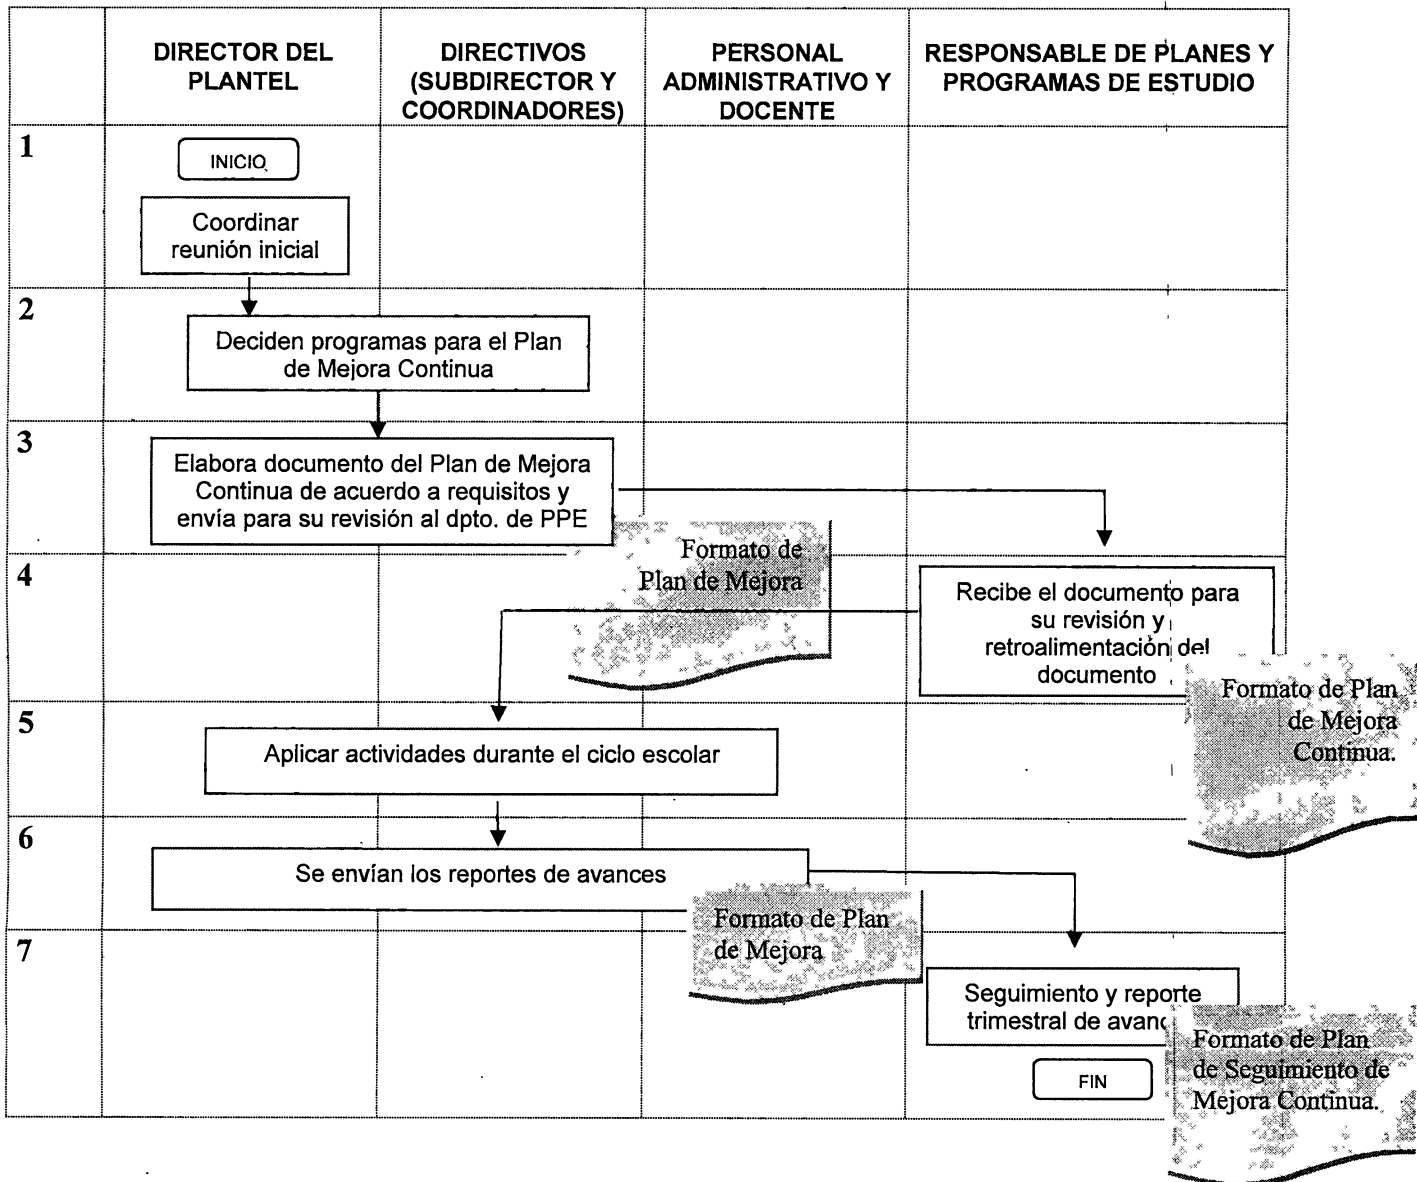 DIRECTOR DEL
PLANTEL
DIRECTIVOS
(SUBDIRECTOR Y
COORDINADORES)
PERSONAL
ADMINISTRATIVO Y
DOCENTE
RESPONSABLE DE PLANES Y
PROGRAMAS DE ESTUDIO
1
INICIO
Coordinar
reunión inicial
2
Deciden programas para el Plan
de Mejora Continua
3
Elabora documento del Plan de Mejora
Continua de acuerdo a requisitos y
envía para su revisión al dpto. de PPE
Formato de
Plan de Mejora
4
Recibe el documento para
su revisión y
retroalimentación del
documento
Formato de Plan
de Mejora
Continua.
5
Aplicar actividades durante el ciclo escolar
6
Se envían los reportes de avances
Formato de Plan
de Mejora
7
Seguimiento y reporte
trimestral de avanc
Formato de Plan
de Seguimiento de
Mejora Continua.
FIN